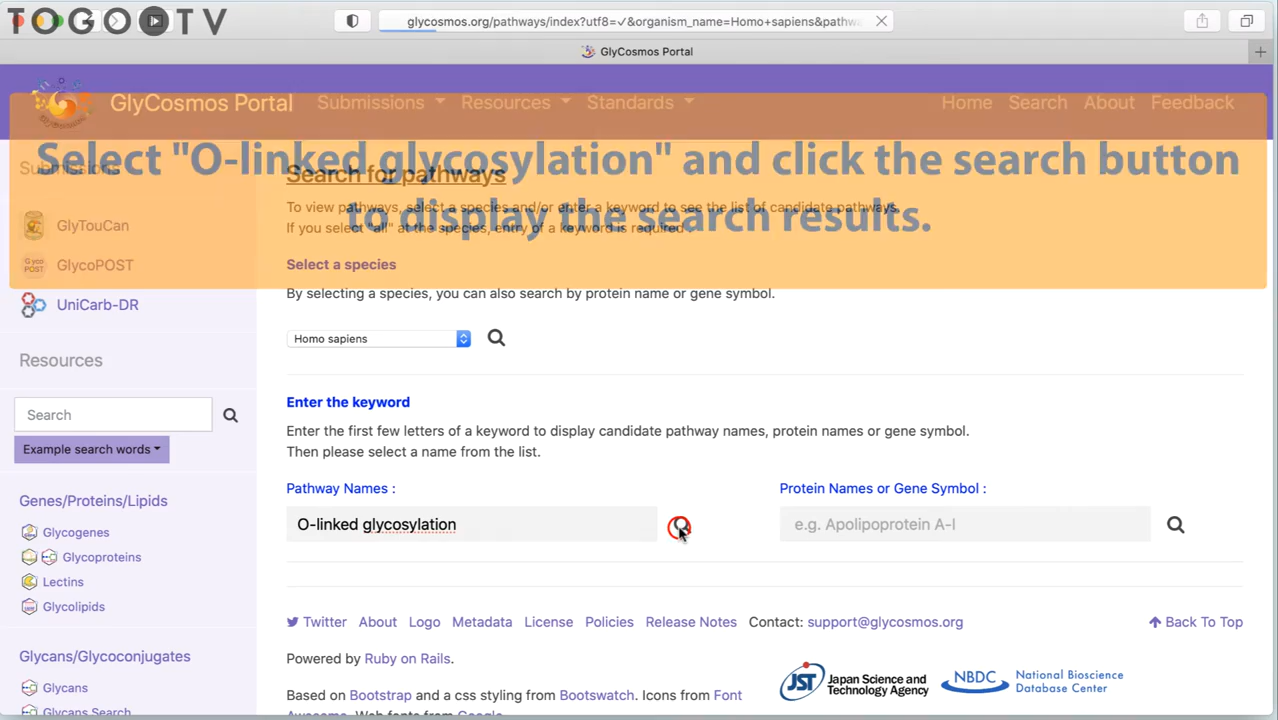 TOGO TV
glycosmos.org/pathways/index?utf8=✓&organism_name=Homo+sapiens&pathwa
GlyCosmos Portal
GlyCosmos Portal Submissions Resources Standards Home Search About Feedback
Select "O-linked glycosylation" and click the search button
to display the search results.
Submissions
GlyTouCan
GlycoPOST
UniCarb-DR
Resources
Search
Example search words
Genes/Proteins/Lipids
Glycogenes
Glycoproteins
Lectins
Glycolipids
Glycans/Glycoconjugates
Glycans
Glycans Search
Search for pathways
To view pathways, select a species and/or enter a keyword to see the list of candidate pathways.
If you select "all" at the species, entry of a keyword is required .
Select a species
By selecting a species, you can also search by protein name or gene symbol.
Homo sapiens
Enter the keyword
Enter the first few letters of a keyword to display candidate pathway names, protein names or gene symbol.
Then please select a name from the list.
Pathway Names :
O-linked glycosylation
Protein Names or Gene Symbol :
e.g. Apolipoprotein A-I
Twitter About Logo Metadata License Policies Release Notes Contact: support@glycosmos.org Back To Top
Powered by Ruby on Rails.
Based on Bootstrap and a css styling from Bootswatch. Icons from Font
Awesome. Web fonts from Google.
JST Japan Science and
Technology Agency
NBDC National Bioscience
Database Center